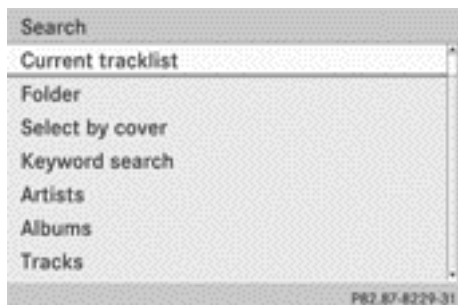 Search
Current tracklist
Folder
Select by cover
Keyword search
Artists
Albums
Tracks
P82.87-8229-31